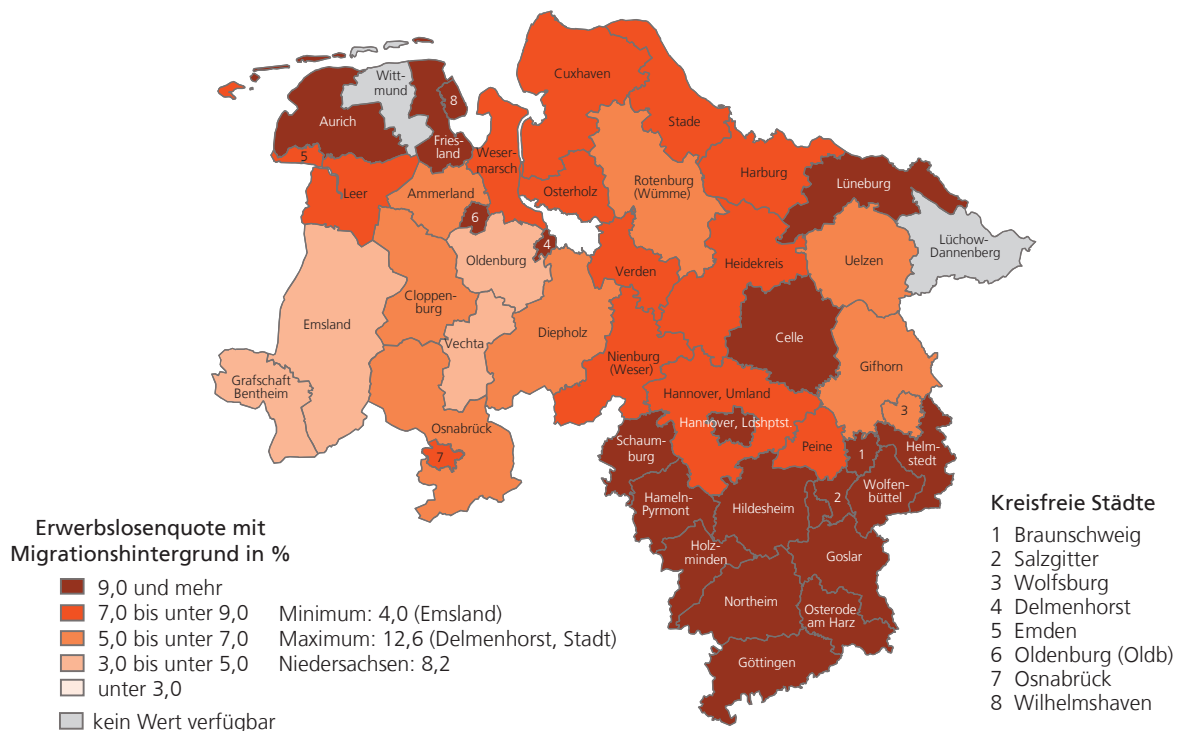 Cuxhaven
Witt-
mund
8
Aurich
Stade
Fries-
land
Weser-
marsch
5
Harburg
Leer
Ammerland
Osterholz
Rotenburg
(Wümme)
Lüneburg
6
4
Lüchow-
Dannenberg
Oldenburg
Verden
Heidekreis
Uelzen
Cloppen-
burg
Emsland
Diepholz
Celle
Vechta
Nienburg
(Weser)
Gifhorn
Grafschaft
Bentheim
Hannover, Umland
3
Hannover, Ldshptst.
Osnabrück
Schaum-
burg
Peine
1
Helm-
stedt
7
Wolfen-
büttel
Hameln-
Pyrmont
Hildesheim
2
Holz-
minden
Goslar
Northeim
Osterode
am Harz
Göttingen
Erwerbslosenquote mit
Migrationshintergrund in %
9,0 und mehr
7,0 bis unter 9,0 Minimum: 4,0 (Emsland)
5,0 bis unter 7,0 Maximum: 12,6 (Delmenhorst, Stadt)
3,0 bis unter 5,0 Niedersachsen: 8,2
unter 3,0
kein Wert verfügbar
Kreisfreie Städte
1 Braunschweig
2 Salzgitter
3 Wolfsburg
4 Delmenhorst
5 Emden
6 Oldenburg (Oldb)
7 Osnabrück
8 Wilhelmshaven